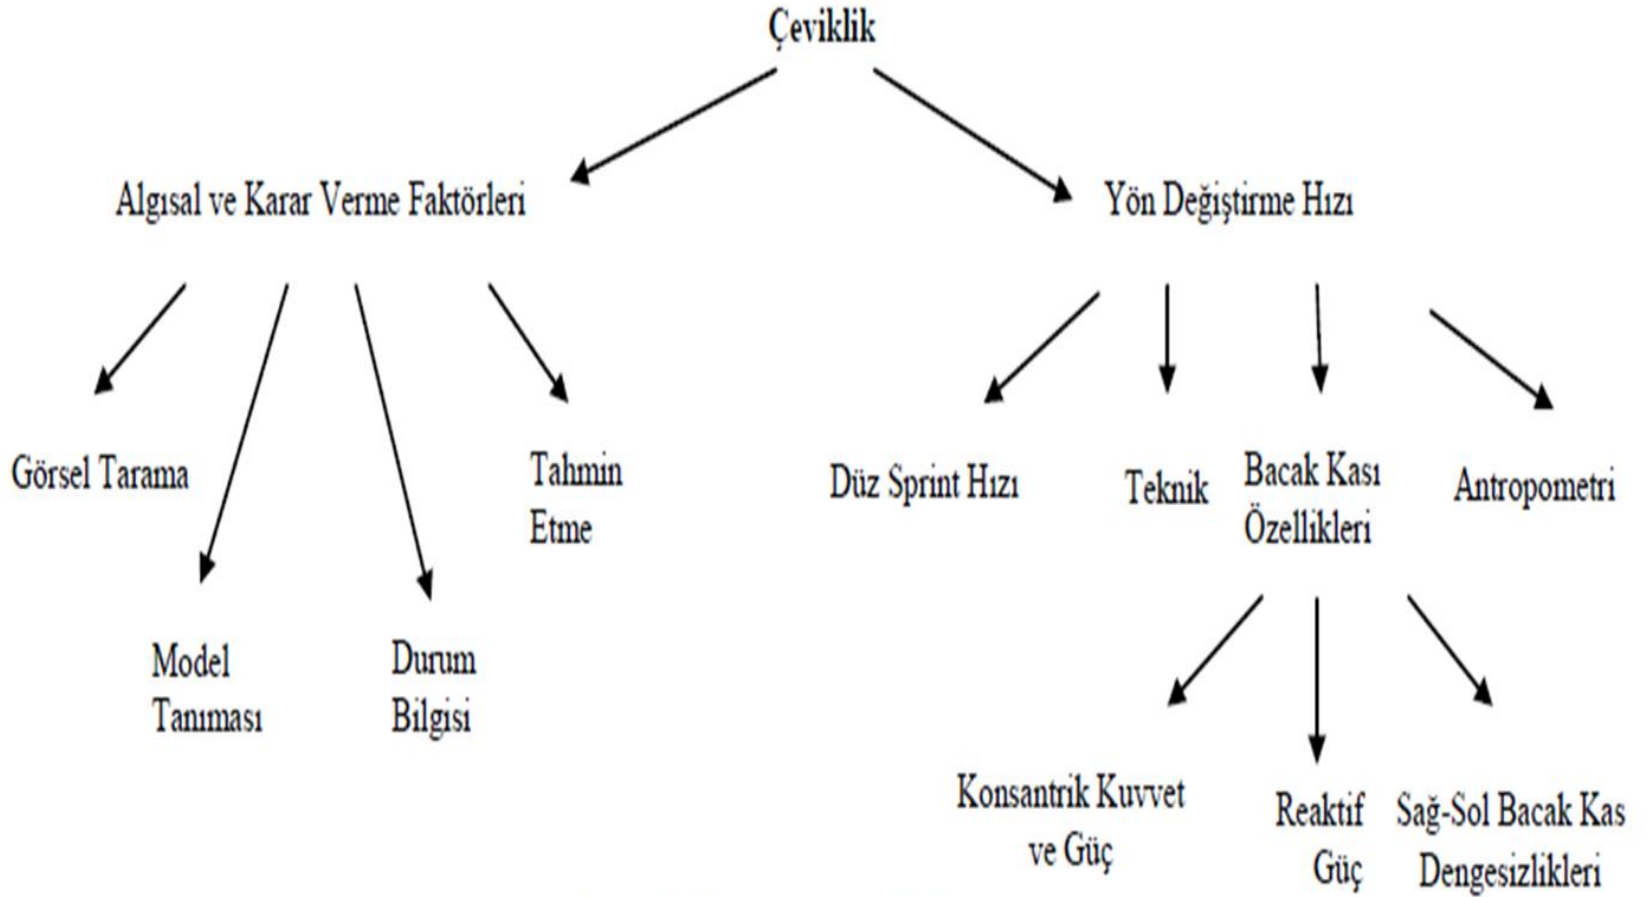 Çeviklik
Algısal ve Karar Verme Faktörleri
Yön Değiştirme Hızı
Görsel Tarama
Tahmin
Etme
Düz Sprint Hızı
Teknik
Bacak Kası
Özellikleri
Antropometri
Model
Tanıması
Durum
Bilgisi
Konsantrik Kuvvet
ve Güç
Reaktif
Güç
Sağ-Sol Bacak Kas
Dengesizlikleri